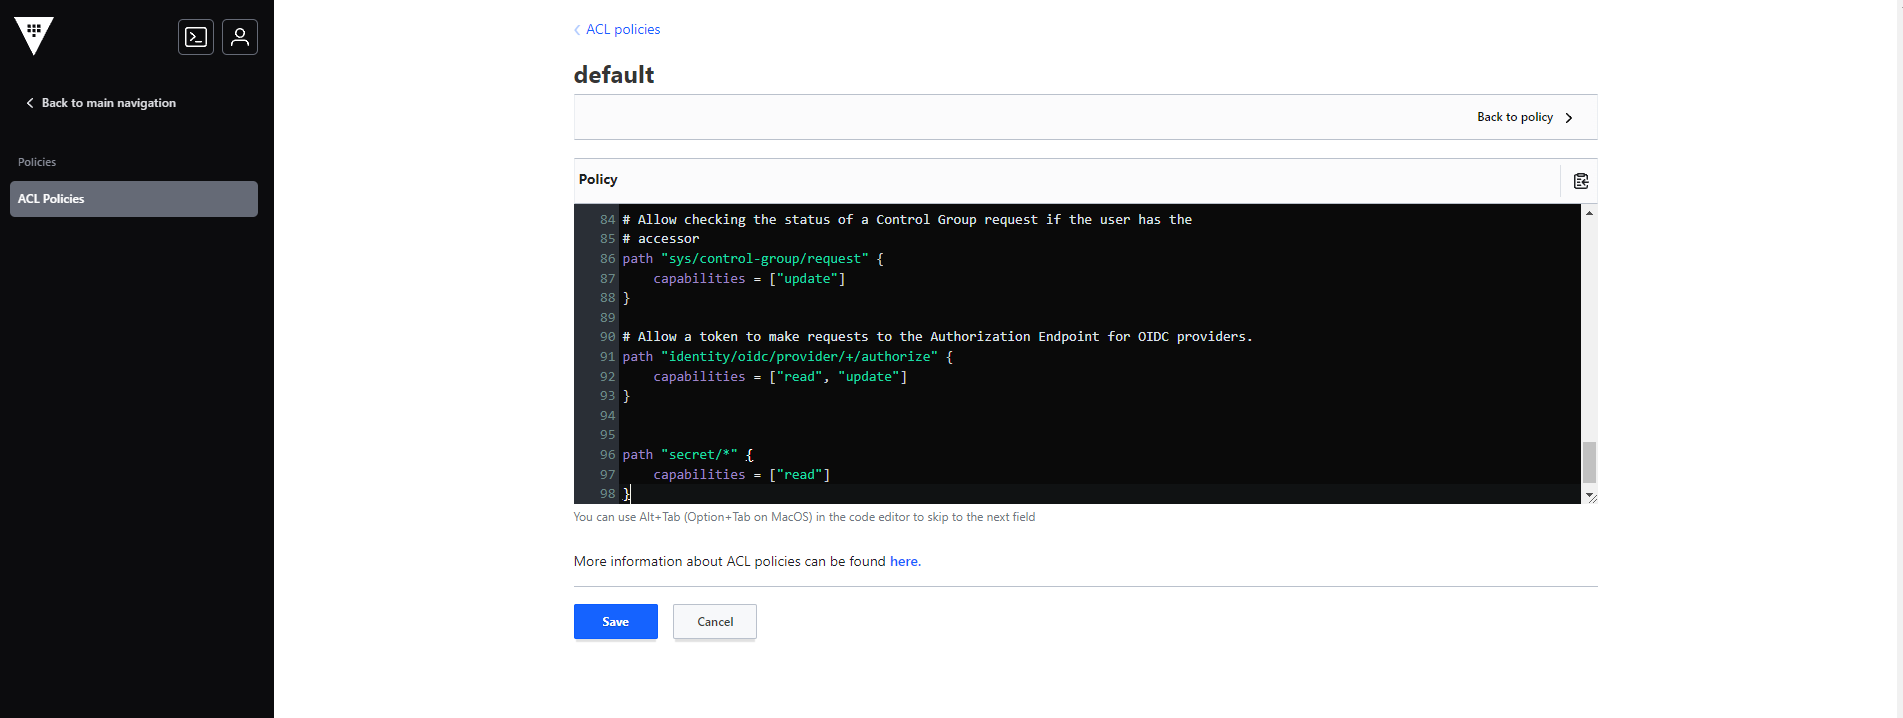 Back to main navigation
Policies
ACL Policies
ACL policies
default
Back to policy
Policy
84 # Allow checking the status of a Control Group request if the user has the
85 # accessor
86 path "sys/control-group/request" {
87     capabilities = ["update"]
88 }
89
90 # Allow a token to make requests to the Authorization Endpoint for OIDC providers.
91 path "identity/oidc/provider/+/authorize" {
92     capabilities = ["read", "update"]
93 }
94
95
96 path "secret/*" {
97     capabilities = ["read"]
98 }
You can use Alt+Tab (Option+Tab on MacOS) in the code editor to skip to the next field
More information about ACL policies can be found here.
Save Cancel